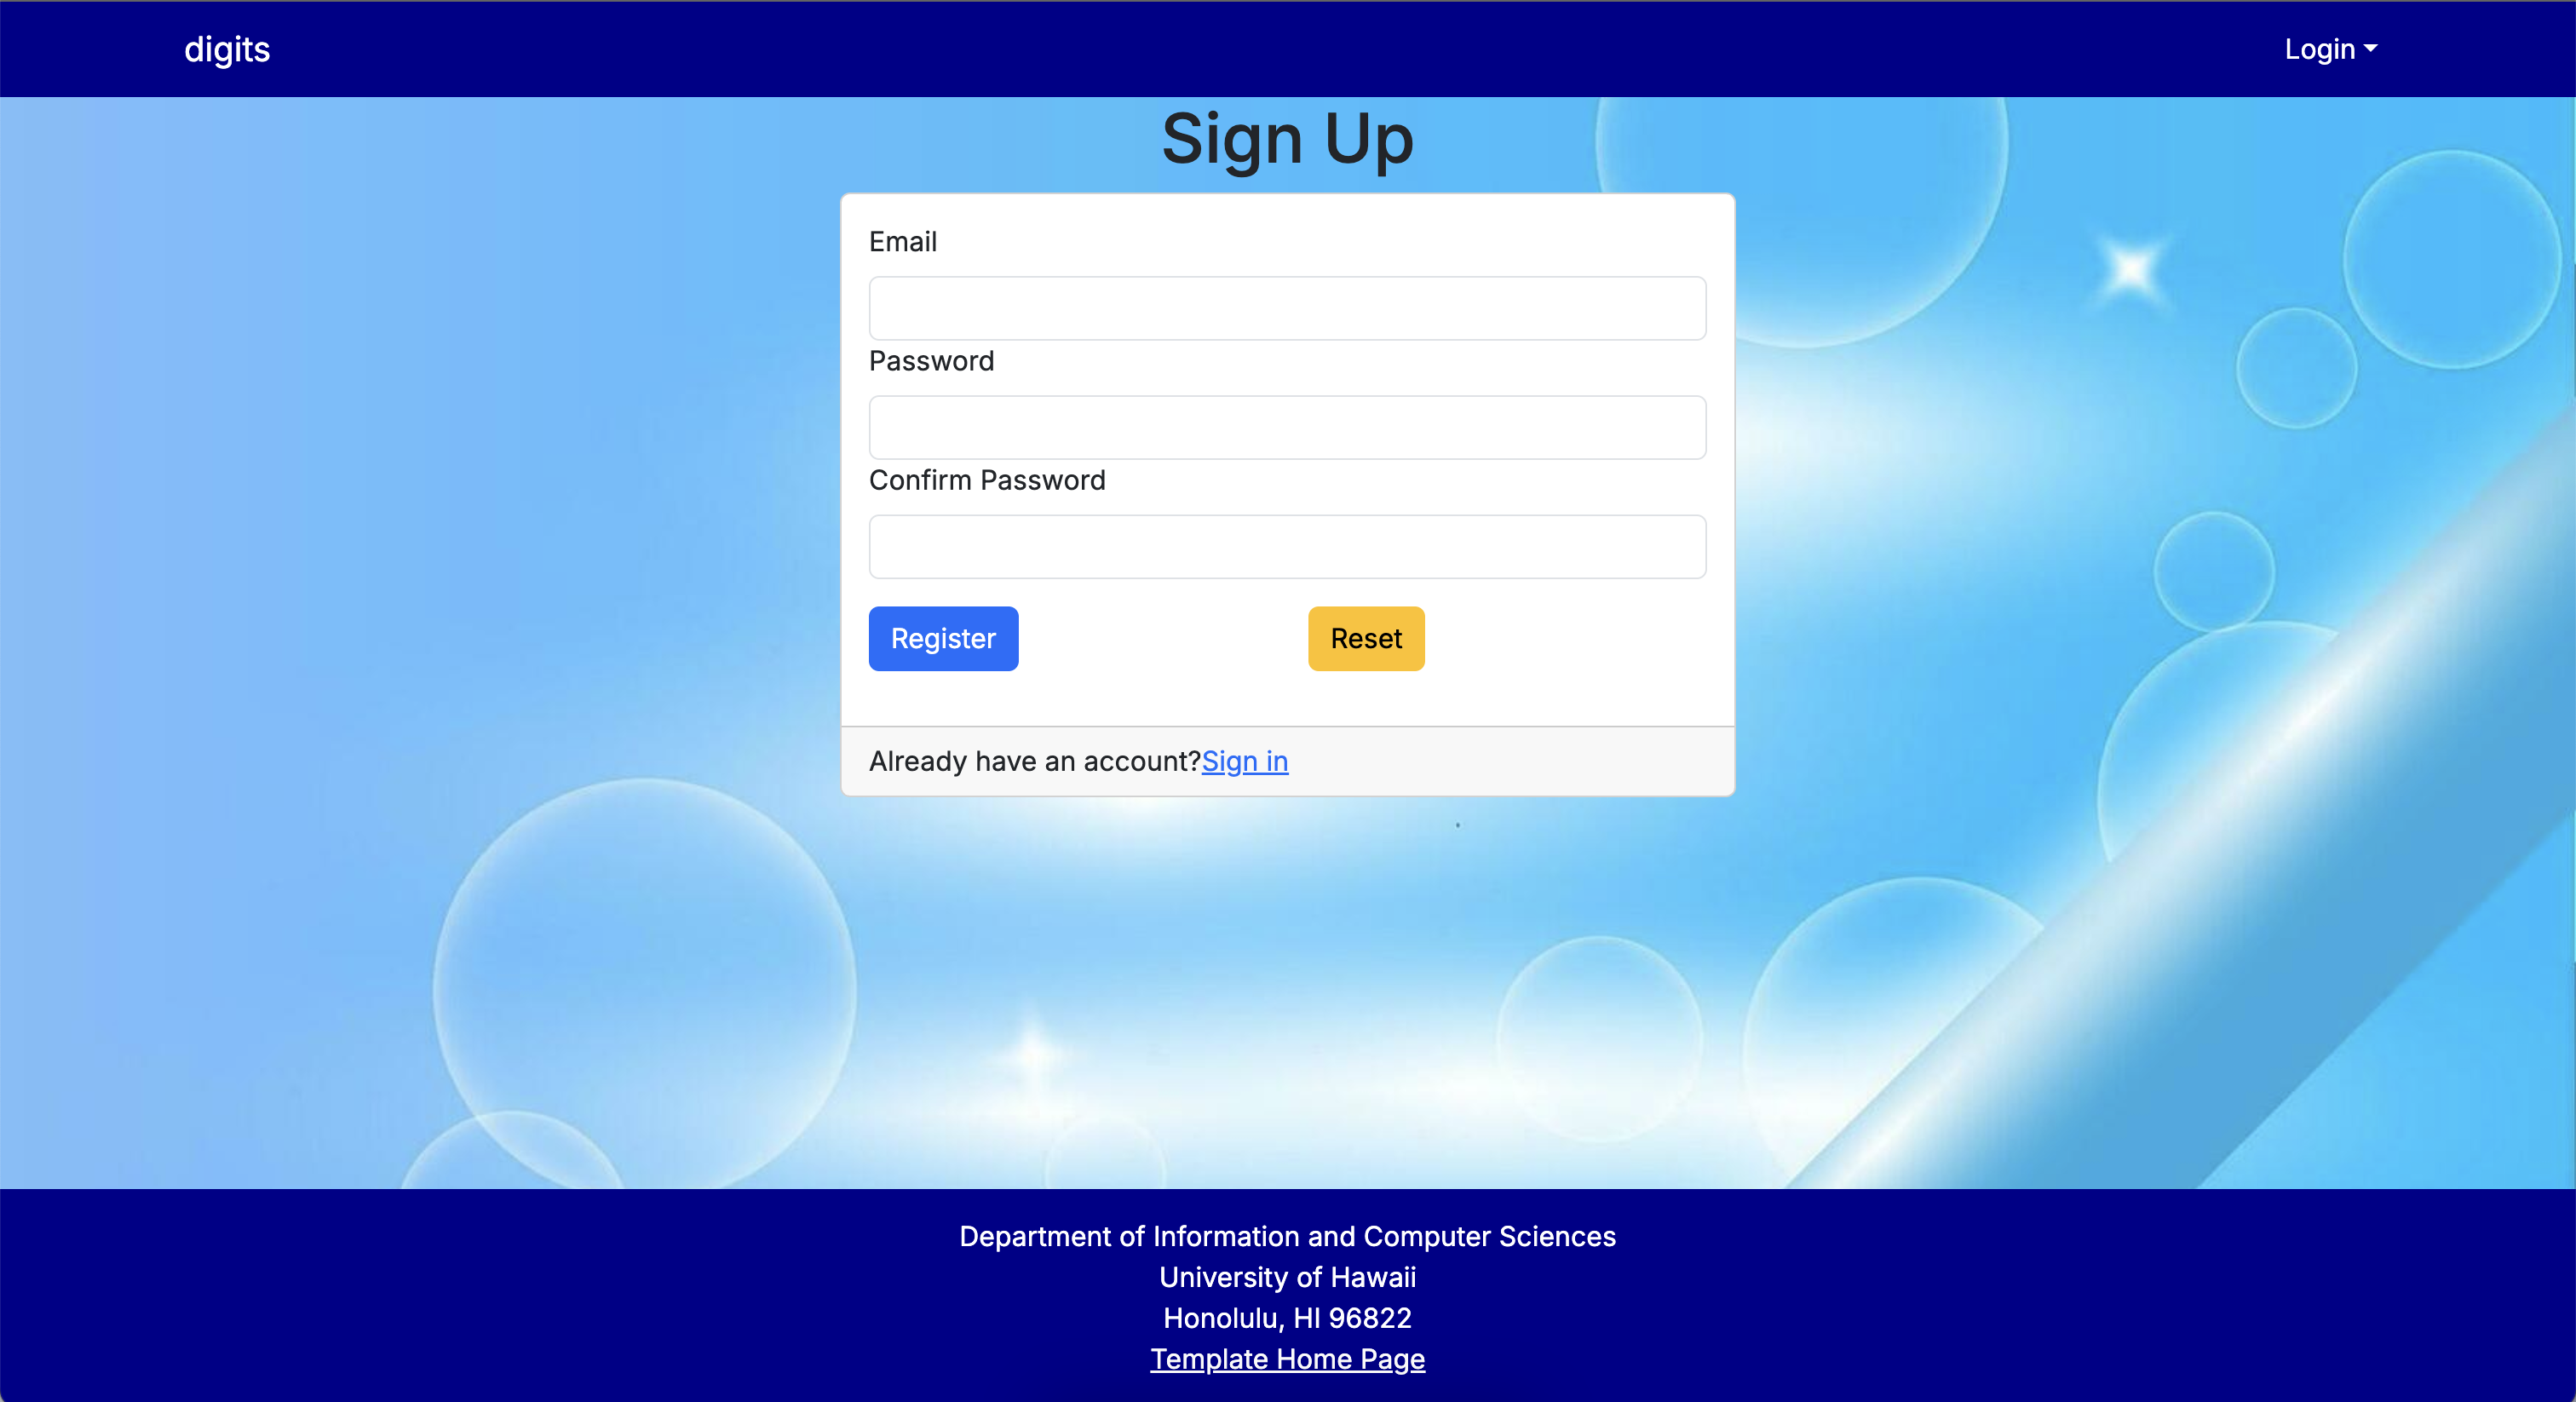 digits
Login
Sign Up
Email
Password
Confirm Password
Register
Reset
Already have an account?Sign in
Department of Information and Computer Sciences
University of Hawaii
Honolulu, HI 96822
Template Home Page